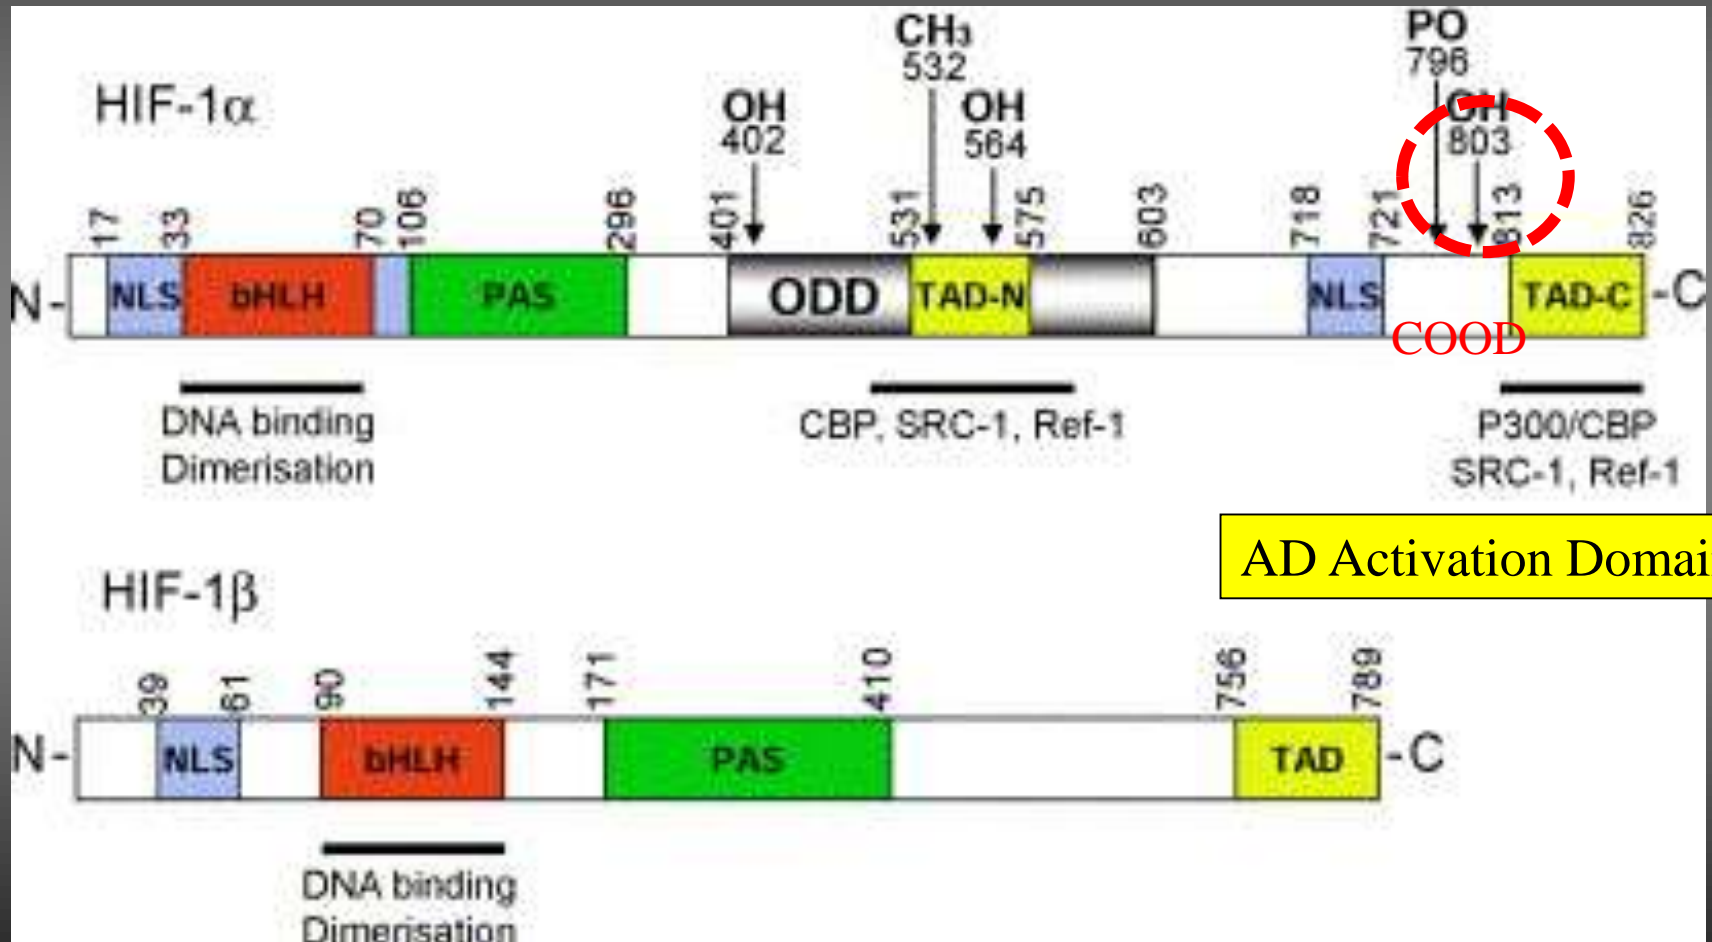 CH₃
532
PO
796
HIF-1α
OH
402
OH
564
OH
803
17 33 70 106 296 401 531 575 603 718 721 813 826
N- NLS bHLH PAS ODD TAD-N NLS TAD-C -C
COOD
DNA binding
Dimerisation
CBP, SRC-1, Ref-1
P300/CBP
SRC-1, Ref-1
AD Activation Domai
HIF-1β
39 61 90 144 171 410 756 789
N- NLS bHLH PAS TAD -C
DNA binding
Dimerisation